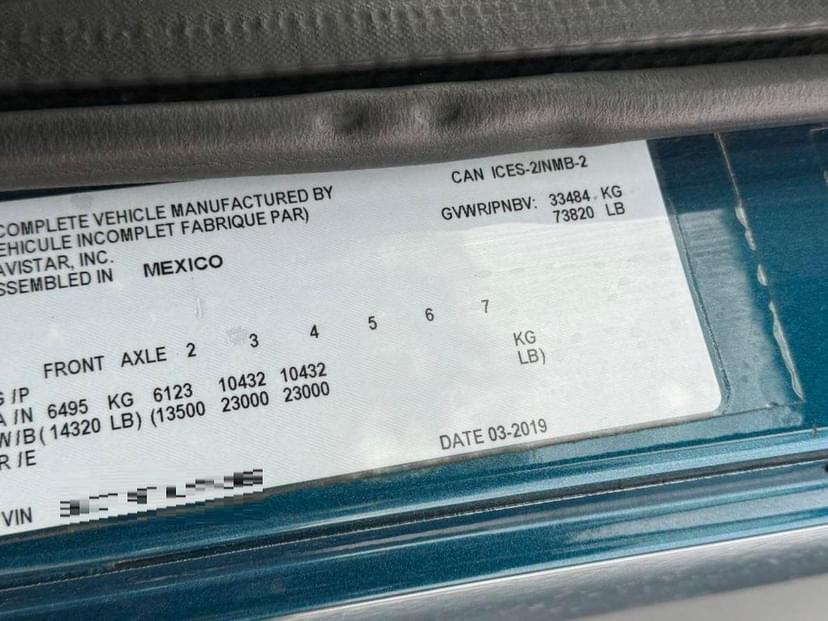 COMPLETE VEHICLE MANUFACTURED BY
EHICULE INCOMPLET FABRIQUE PAR)
AVISTAR, INC.
SSEMBLED IN MEXICO
CAN ICES-2/NMB-2
GVWR/PNBV: 33484 KG
73820 LB
FRONT AXLE 2 3 4 5 6 7
G/P
A/N 6495 KG 6123 10432 10432 KG
W/B (14320 LB) (13500 23000 23000 LB)
R/E
DATE 03-2019
VIN